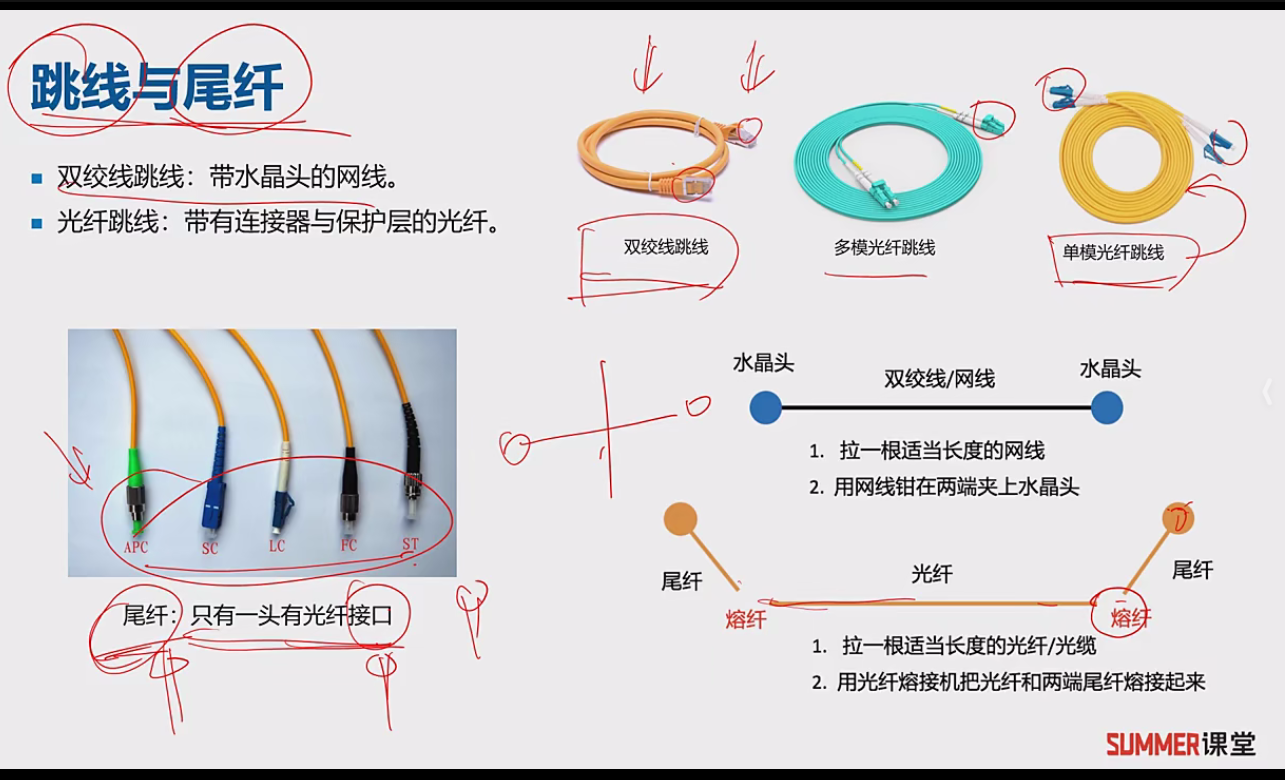 跳线与尾纤
双绞线跳线：带水晶头的网线。
光纤跳线：带有连接器与保护层的光纤。
双绞线跳线
多模光纤跳线
单模光纤跳线
APC SC LC FC ST
尾纤：只有一头有光纤接口
水晶头 双绞线/网线 水晶头
1. 拉一根适当长度的网线
2. 用网线钳在两端夹上水晶头
尾纤 光纤 尾纤
熔纤 熔纤
1. 拉一根适当长度的光纤/光缆
2. 用光纤熔接机把光纤和两端尾纤熔接起来
SUMMER课堂